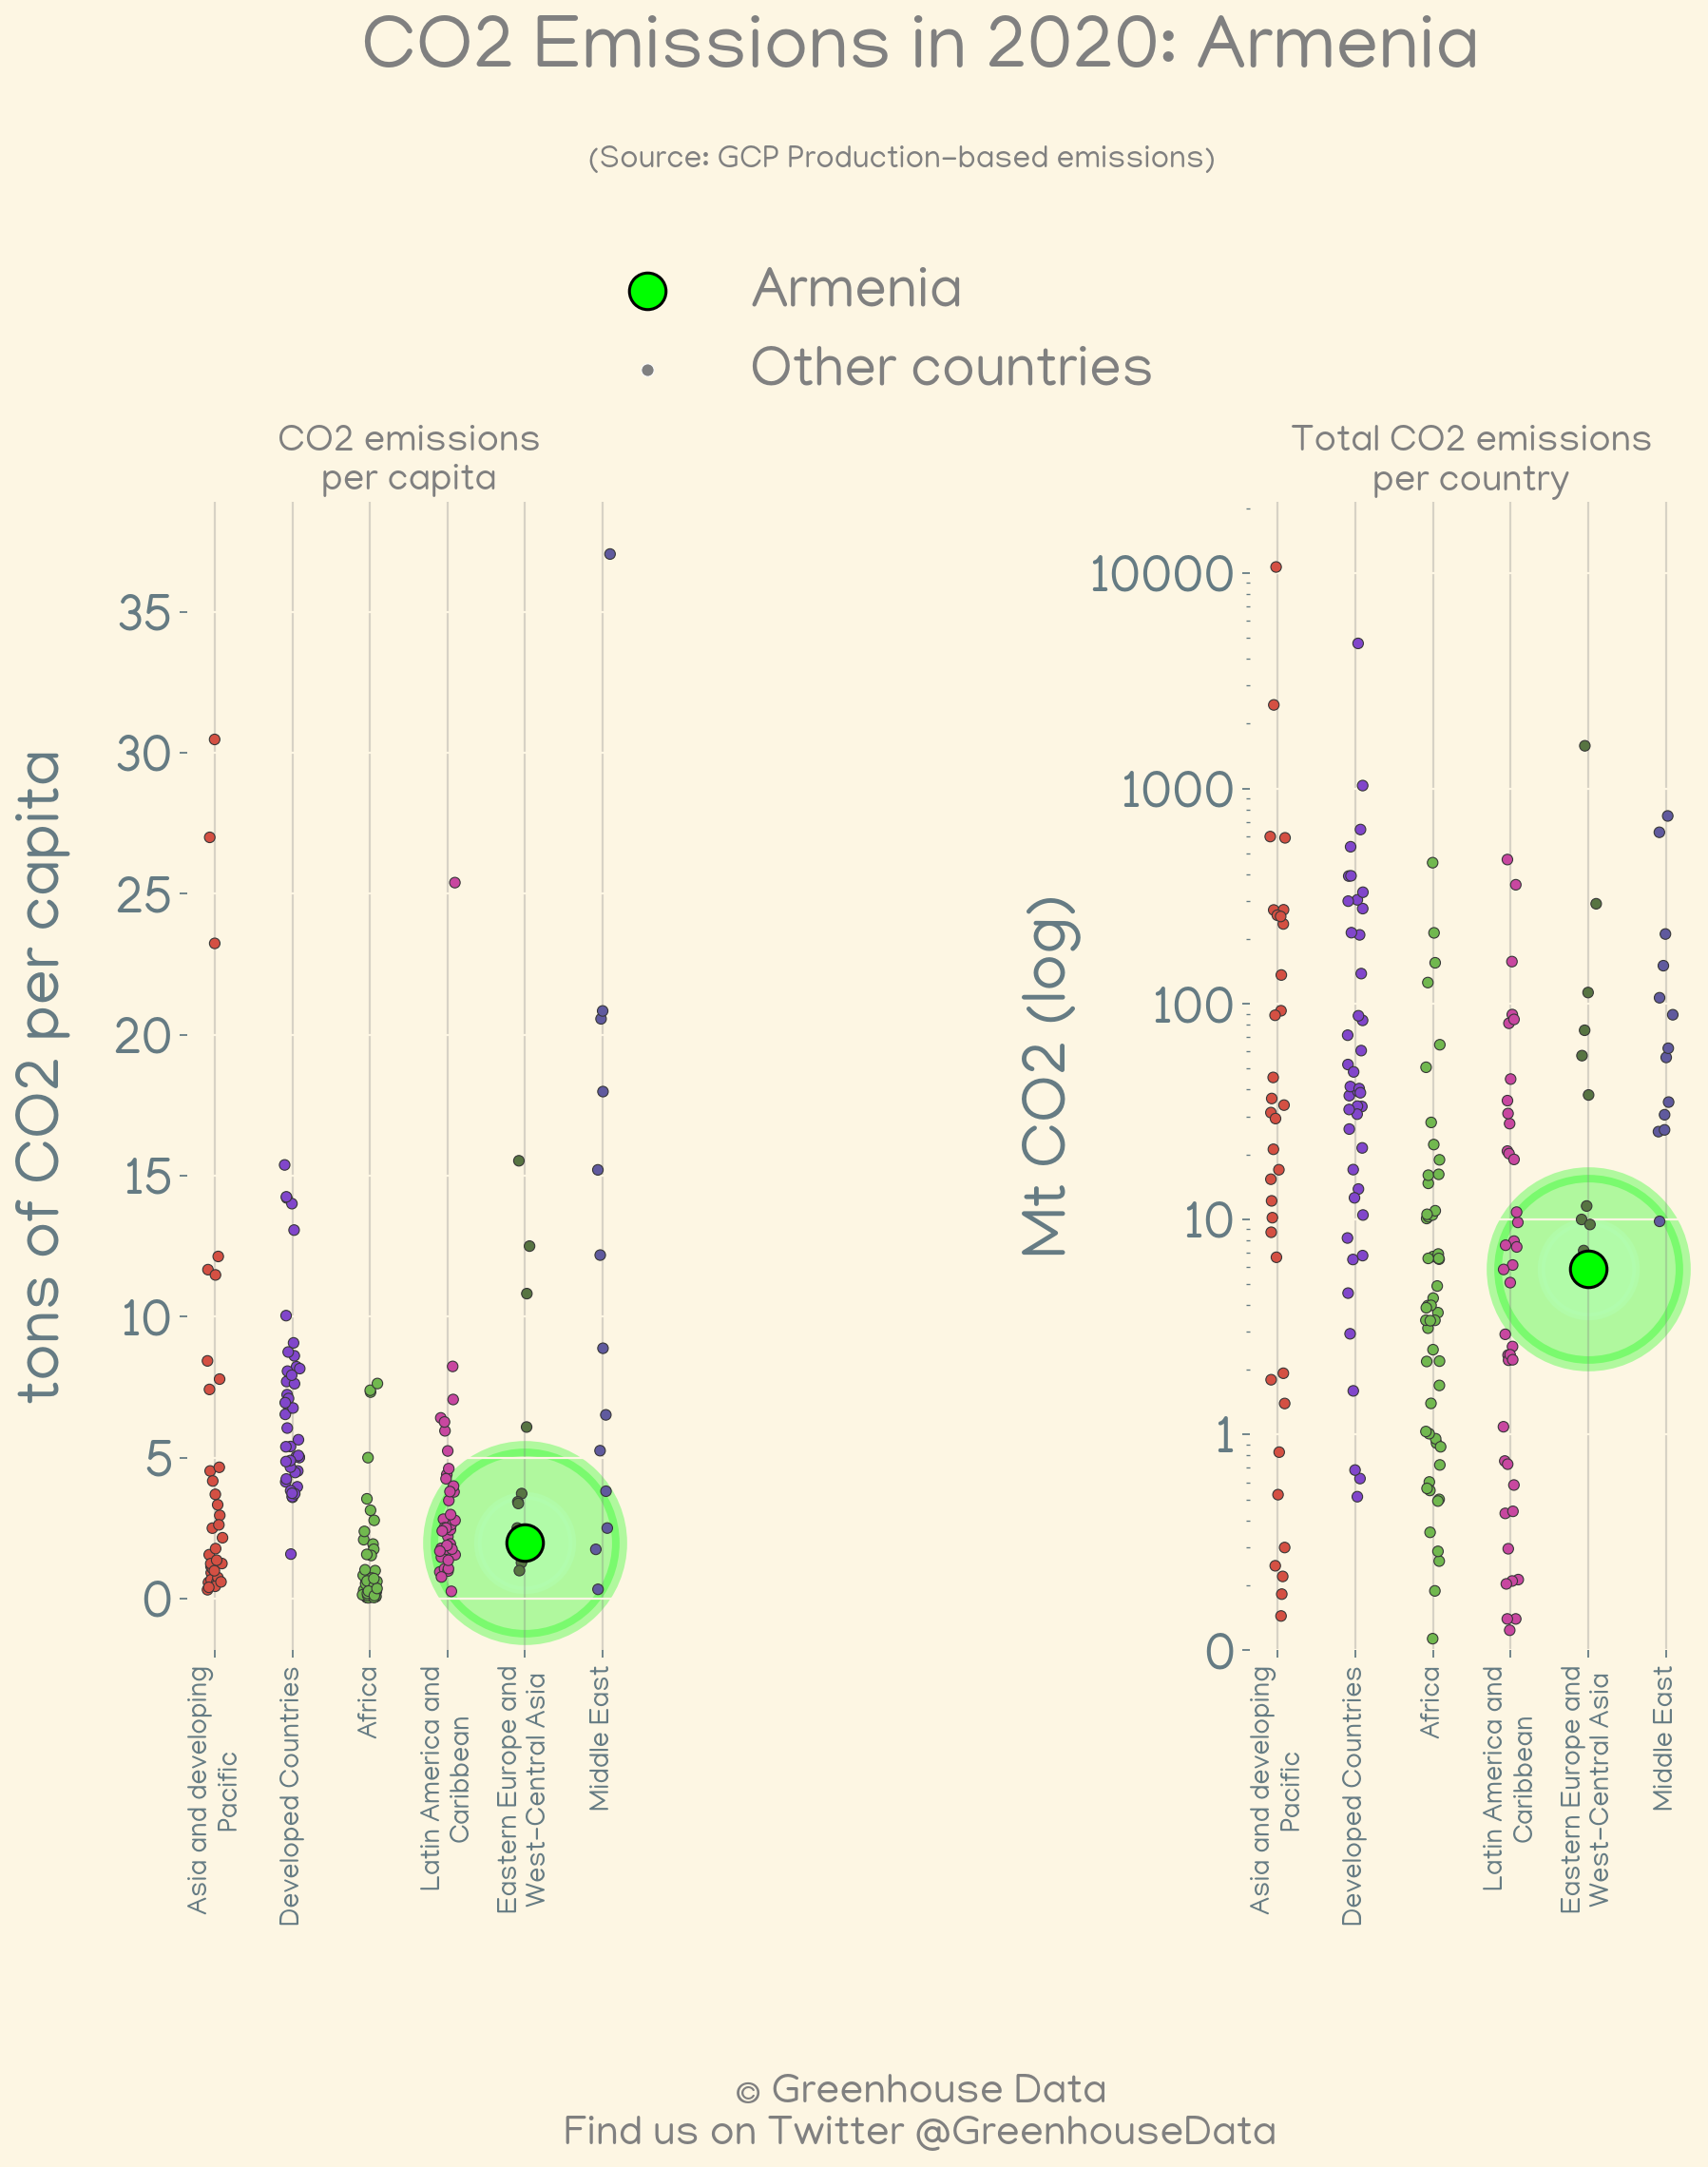 CO2 Emissions in 2020: Armenia
(Source: GCP Production-based emissions)
Armenia
Other countries
CO2 emissions
per capita
tons of CO2 per capita
35
30
25
20
15
10
5
0
Asia and developing
Pacific
Developed Countries
Africa
Latin America and
Caribbean
Eastern Europe and
West-Central Asia
Middle East
Total CO2 emissions
per country
Mt CO2 (log)
10000
1000
100
10
1
0
Asia and developing
Pacific
Developed Countries
Africa
Latin America and
Caribbean
Eastern Europe and
West-Central Asia
Middle East
© Greenhouse Data
Find us on Twitter @GreenhouseData